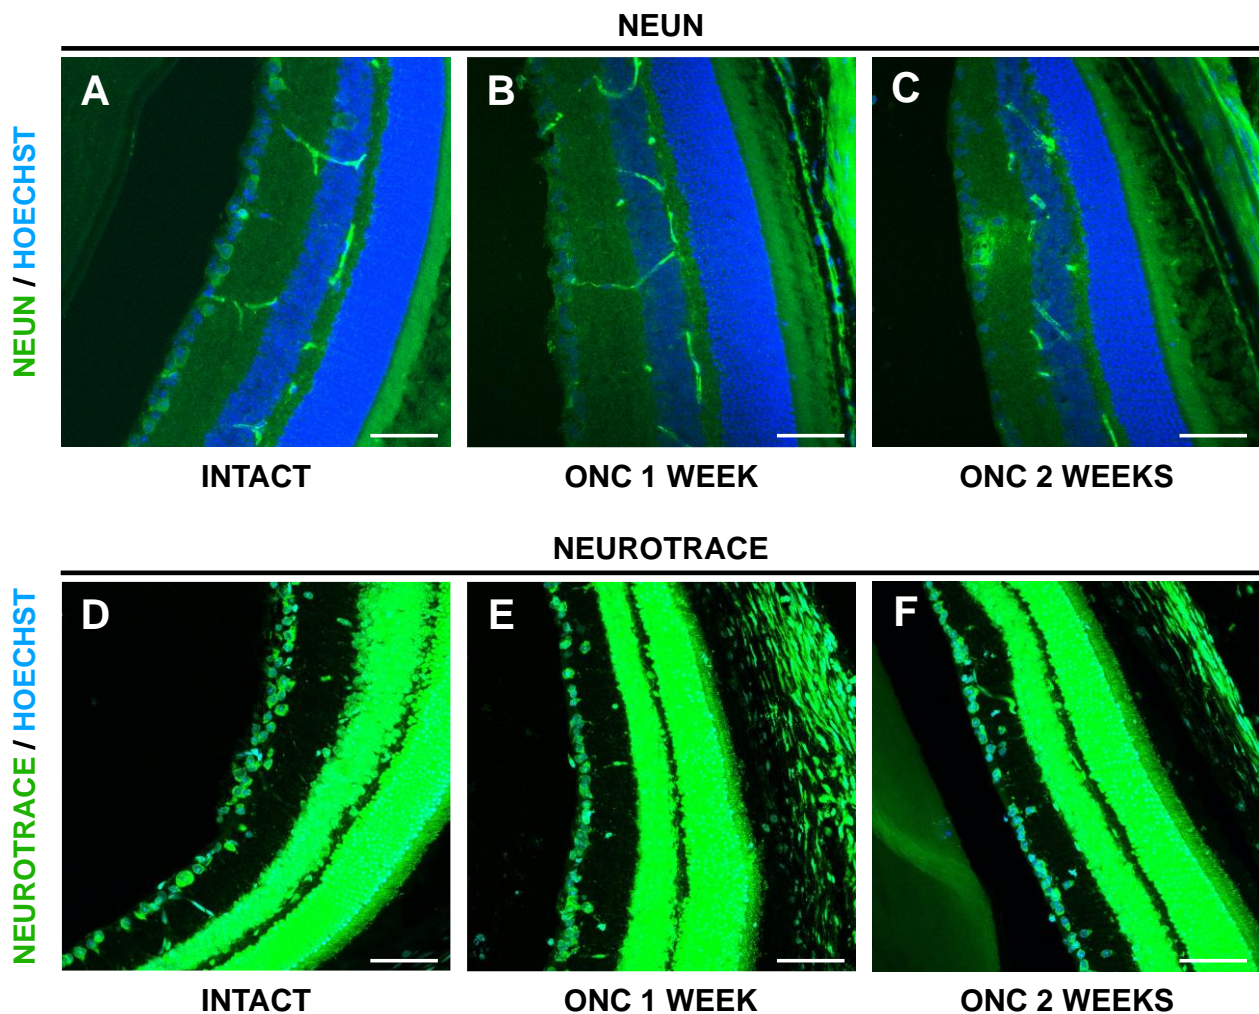 NEUN
NEUN / HOECHST
A
B
C
INTACT
ONC 1 WEEK
ONC 2 WEEKS
NEUROTRACE
NEUROTRACE / HOECHST
D
E
F
INTACT
ONC 1 WEEK
ONC 2 WEEKS